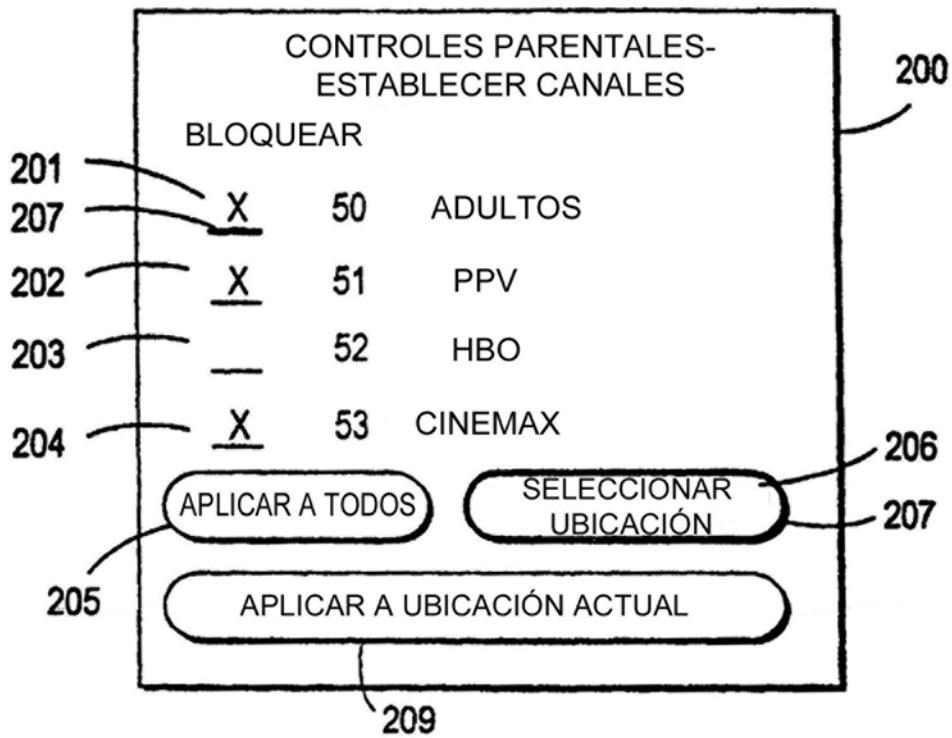 CONTROLES PARENTALES-
ESTABLECER CANALES
200
BLOQUEAR
201
X 50 ADULTOS
207
202 X 51 PPV
203 52 HBO
204 X 53 CINEMAX
206
APLICAR A TODOS
SELECCIONAR
UBICACIÓN
207
205
APLICAR A UBICACIÓN ACTUAL
209